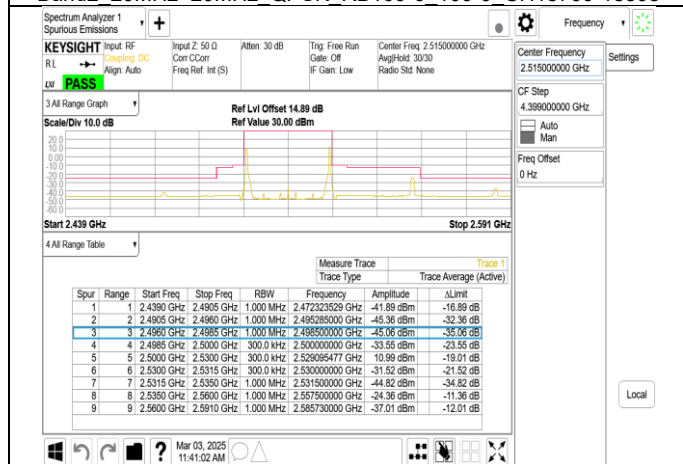 Spectrum Analyzer 1
Spurious Emissions
Frequency
KEYSIGHT
RL
LXI
PASS
Input: RF
Coupling: DC
Align: Auto
Input Z: 50 Ω
Corr CCorr
Freq Ref: Int (S)
Atten: 30 dB
Trig: Free Run
Gate: Off
IF Gain: Low
Center Freq: 2.515000000 GHz
Avg|Hold: 30/30
Radio Std: None
Center Frequency
2.515000000 GHz
Settings
CF Step
4.399000000 GHz
Auto
Man
Freq Offset
0 Hz
3 All Range Graph
Scale/Div 10.0 dB
Ref Lvl Offset 14.89 dB
Ref Value 30.00 dBm
20.0
10.0
0.00
-10.0
-20.0
-30.0
-40.0
-50.0
-60.0
Start 2.439 GHz
Stop 2.591 GHz
4 All Range Table
Measure Trace Trace 1
Trace Type Trace Average (Active)
Spur Range Start Freq Stop Freq RBW Frequency Amplitude ΔLimit
1 1 2.4390 GHz 2.4905 GHz 1.000 MHz 2.472323529 GHz -41.89 dBm -16.89 dB
2 2 2.4905 GHz 2.4960 GHz 1.000 MHz 2.495285000 GHz -45.36 dBm -32.36 dB
3 3 2.4960 GHz 2.4985 GHz 1.000 MHz 2.498500000 GHz -45.06 dBm -35.06 dB
4 4 2.4985 GHz 2.5000 GHz 300.0 kHz 2.500000000 GHz -33.55 dBm -23.55 dB
5 5 2.5000 GHz 2.5300 GHz 300.0 kHz 2.529095477 GHz 10.99 dBm -19.01 dB
6 6 2.5300 GHz 2.5315 GHz 300.0 kHz 2.530000000 GHz -31.52 dBm -21.52 dB
7 7 2.5315 GHz 2.5350 GHz 1.000 MHz 2.531500000 GHz -44.82 dBm -34.82 dB
8 8 2.5350 GHz 2.5600 GHz 1.000 MHz 2.557500000 GHz -24.36 dBm -11.36 dB
9 9 2.5600 GHz 2.5910 GHz 1.000 MHz 2.585730000 GHz -37.01 dBm -12.01 dB
Local
?
Mar 03, 2025
11:41:02 AM